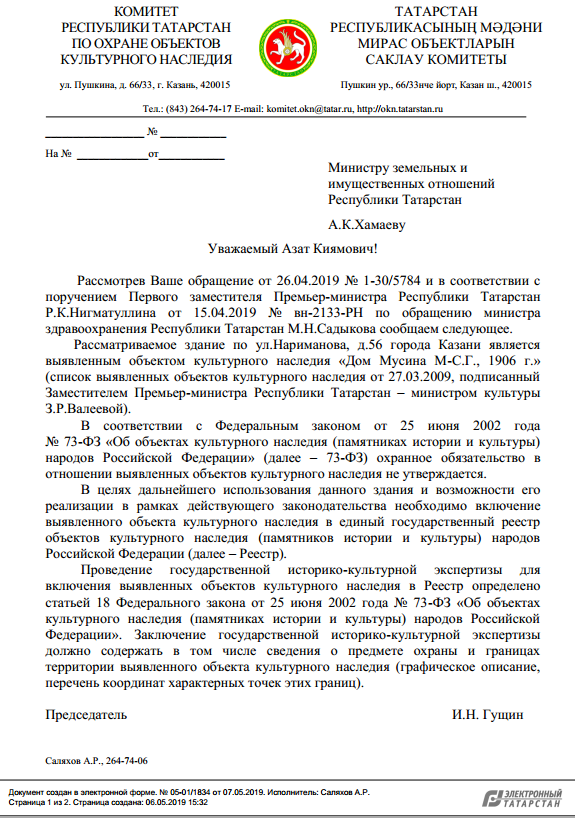 КОМИТЕТ
РЕСПУБЛИКИ ТАТАРСТАН
ПО ОХРАНЕ ОБЪЕКТОВ
КУЛЬТУРНОГО НАСЛЕДИЯ
ул. Пушкина, д. 66/33, г. Казань, 420015
ТАТАРСТАН
РЕСПУБЛИКАСЫНЫҢ МӘДӘНИ
МИРАС ОБЪЕКТЛАРЫН
САКЛАУ КОМИТЕТЫ
Пушкин ур., 66/33нче йорт, Казан ш., 420015
Тел.: (843) 264-74-17 E-mail: komitet.okn@tatar.ru, http://okn.tatarstan.ru
__________________ № ____________
На № _____________от____________
Министру земельных и
имущественных отношений
Республики Татарстан
А.К.Хамаеву
Уважаемый Азат Киямович!
Рассмотрев Ваше обращение от 26.04.2019 № 1-30/5784 и в соответствии с
поручением Первого заместителя Премьер-министра Республики Татарстан
Р.К.Нигматуллина от 15.04.2019 № вн-2133-РН по обращению министра
здравоохранения Республики Татарстан М.Н.Садыкова сообщаем следующее.
Рассматриваемое здание по ул.Нариманова, д.56 города Казани является
выявленным объектом культурного наследия «Дом Мусина М-С.Г., 1906 г.»
(список выявленных объектов культурного наследия от 27.03.2009, подписанный
Заместителем Премьер-министра Республики Татарстан – министром культуры
З.Р.Валеевой).
В соответствии с Федеральным законом от 25 июня 2002 года
№ 73-ФЗ «Об объектах культурного наследия (памятниках истории и культуры)
народов Российской Федерации» (далее – 73-ФЗ) охранное обязательство в
отношении выявленных объектов культурного наследия не утверждается.
В целях дальнейшего использования данного здания и возможности его
реализации в рамках действующего законодательства необходимо включение
выявленного объекта культурного наследия в единый государственный реестр
объектов культурного наследия (памятников истории и культуры) народов
Российской Федерации (далее – Реестр).
Проведение государственной историко-культурной экспертизы для
включения выявленных объектов культурного наследия в Реестр определено
статьей 18 Федерального закона от 25 июня 2002 года № 73-ФЗ «Об объектах
культурного наследия (памятниках истории и культуры) народов Российской
Федерации». Заключение государственной историко-культурной экспертизы
должно содержать в том числе сведения о предмете охраны и границах
территории выявленного объекта культурного наследия (графическое описание,
перечень координат характерных точек этих границ).
Председатель И.Н. Гущин
Саляхов А.Р., 264-74-06
Документ создан в электронной форме. № 05-01/1834 от 07.05.2019. Исполнитель: Саляхов А.Р.
Страница 1 из 2. Страница создана: 06.05.2019 15:32
ЭЛЕКТРОННЫЙ
ТАТАРСТАН